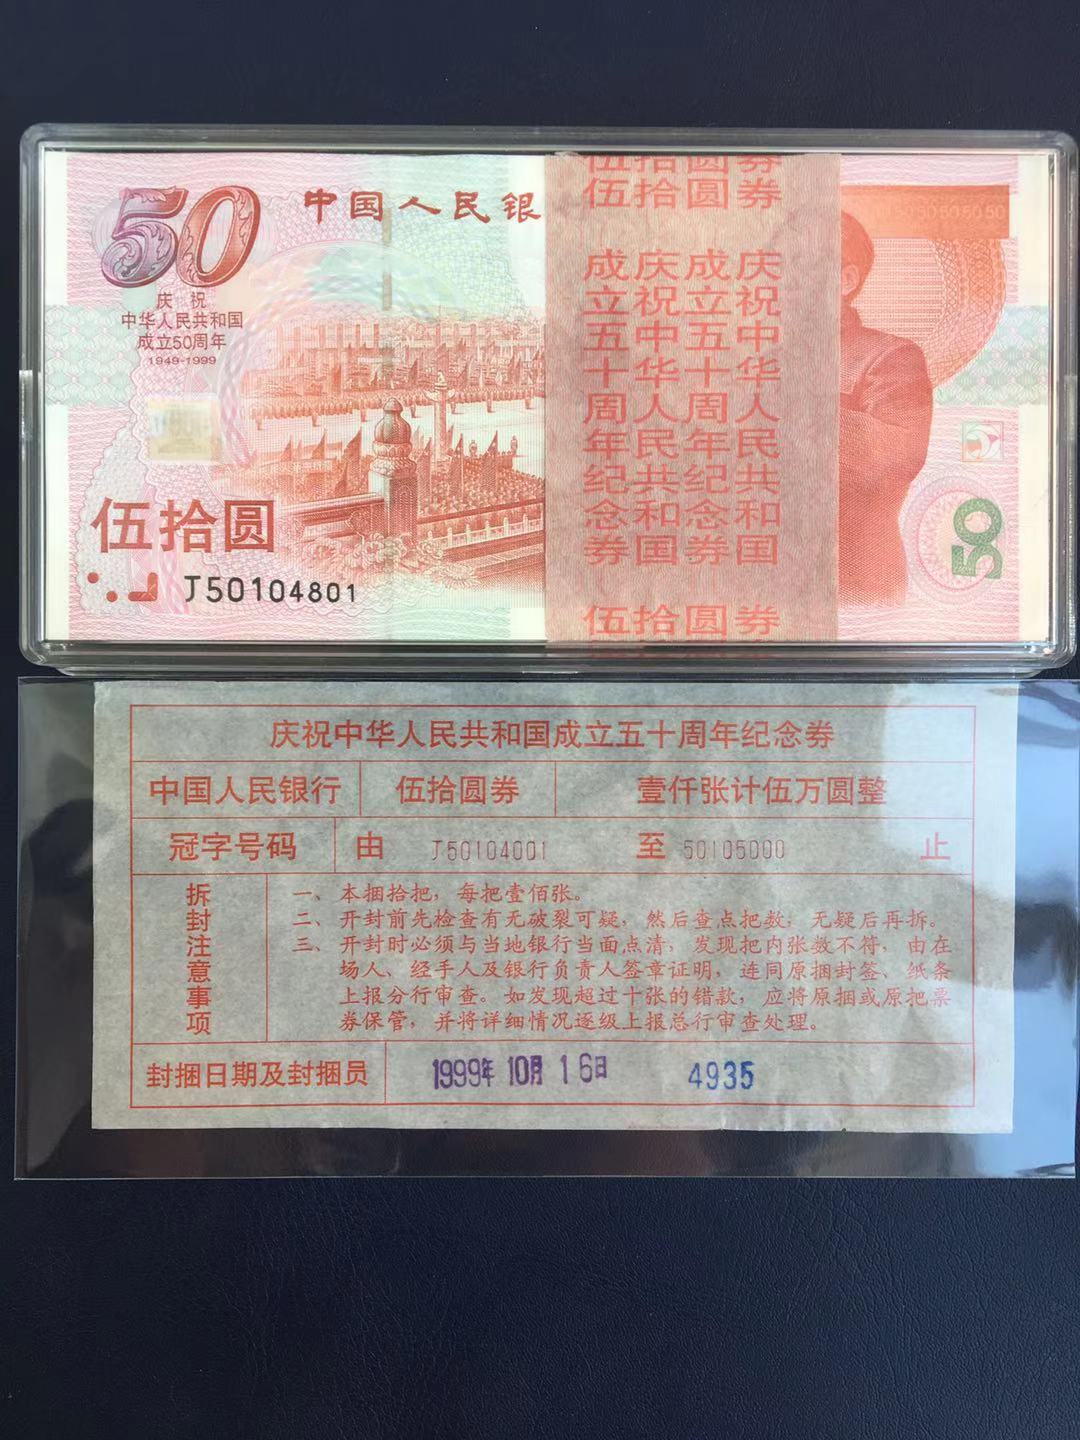 50
中国人民银
庆祝
中华人民共和国
成立50周年
1949-1999
伍拾圆
J50104801
伍拾圆券
伍拾圆券
庆祝中华人民共和国
成立五十周年纪念券
庆祝中华人民共和国
成立五十周年纪念券
伍拾圆券
50
庆祝中华人民共和国成立五十周年纪念券
中国人民银行 伍拾圆券 壹仟张计伍万圆整
冠字号码 由 J50104001 至 50105000 止
拆封注意事项
一、本捆拾把，每把壹佰张。
二、开封前先检查有无破裂可疑，然后查点把数，无疑后再拆。
三、开封时必须与当地银行当面点清，发现把内张数不符，由在
场人、经手人及银行负责人签章证明，连同原捆封签、纸条
上报分行审查。如发现超过十张的错款，应将原捆或原把票
券保管，并将详细情况逐级上报总行审查处理。
封捆日期及封捆员 1999年10月16日 4935